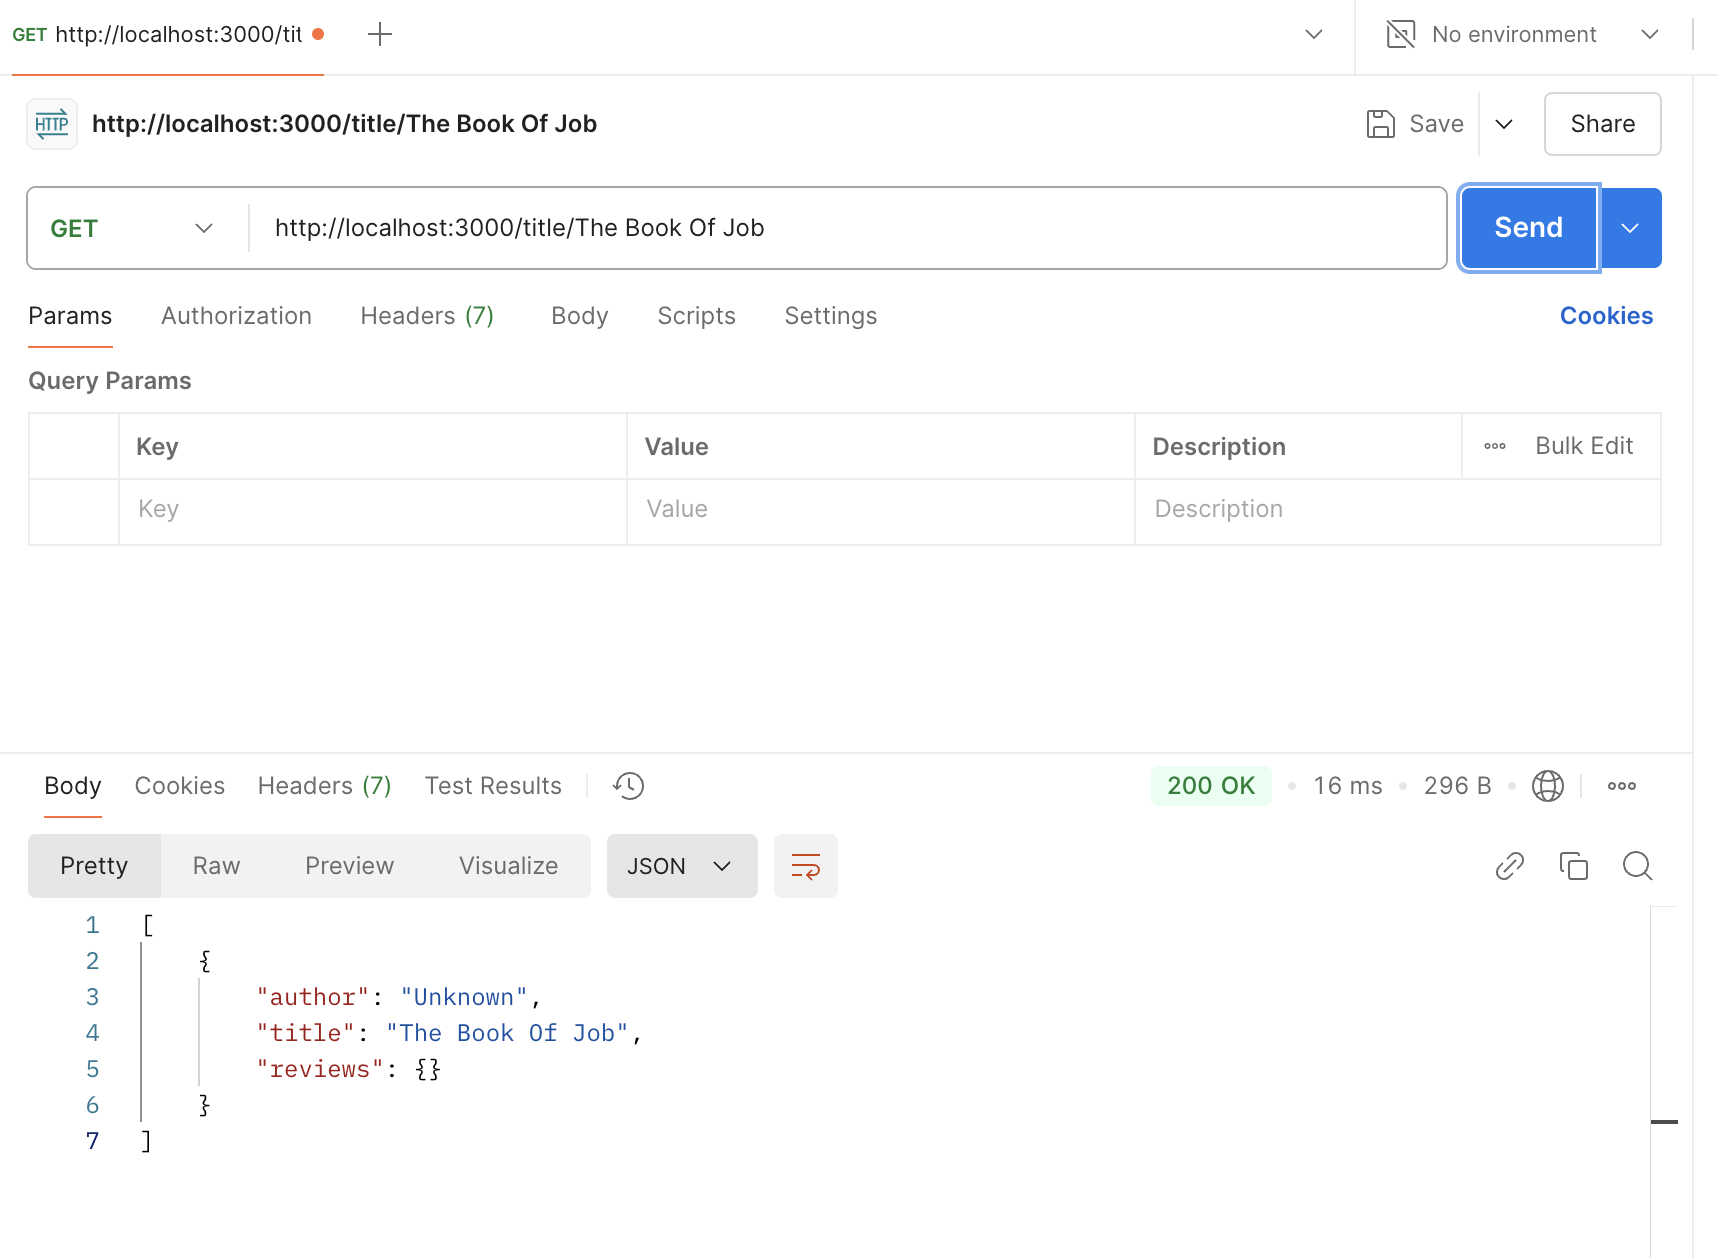 GET http://localhost:3000/tit
No environment
HTTP http://localhost:3000/title/The Book Of Job
Save
Share
GET http://localhost:3000/title/The Book Of Job
Send
Params Authorization Headers (7) Body Scripts Settings Cookies
Query Params
Key Value Description Bulk Edit
Key Value Description
Body Cookies Headers (7) Test Results 200 OK 16 ms 296 B
Pretty Raw Preview Visualize JSON
1 [
2 {
3 "author": "Unknown",
4 "title": "The Book Of Job",
5 "reviews": {}
6 }
7 ]